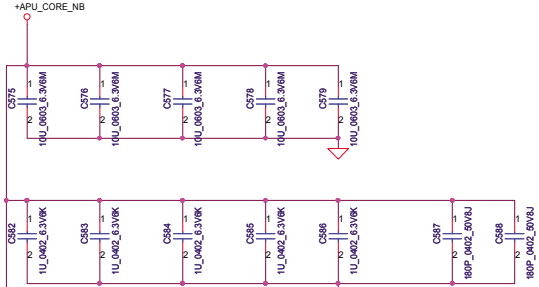 +APU_CORE_NB
C575
1
2
10U_0603_6.3V6M
C576
1
2
10U_0603_6.3V6M
C577
1
2
10U_0603_6.3V6M
C578
1
2
10U_0603_6.3V6M
C579
1
2
10U_0603_6.3V6M
C582
1
2
1U_0402_6.3V6K
C583
1
2
1U_0402_6.3V6K
C584
1
2
1U_0402_6.3V6K
C585
1
2
1U_0402_6.3V6K
C586
1
2
1U_0402_6.3V6K
C587
1
2
180P_0402_50V8J
C588
1
2
180P_0402_50V8J